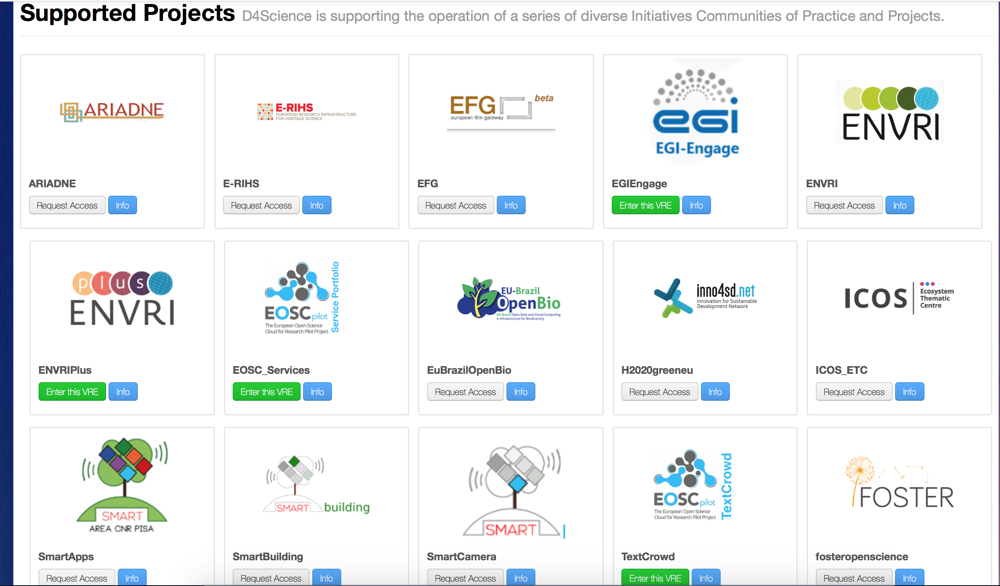 Supported Projects D4Science is supporting the operation of a series of diverse Initiatives Communities of Practice and Projects.
ARIADNE
ARIADNE
Request Access Info
E-RIHS
EUROPEAN RESEARCH INFRASTRUCTURE
FOR HERITAGE SCIENCE
E-RIHS
Request Access Info
EFG beta
european film gateway
EFG
Request Access Info
egi
EGI-Engage
EGIEngage
Enter this VRE Info
ENVRI
ENVRI
Request Access Info
plus
ENVRI
ENVRIPlus
Enter this VRE Info
EOSCpilot
The European Open Science
Cloud for Research Pilot Project
Service Portfolio
EOSC_Services
Enter this VRE Info
EU-Brazil
OpenBio
EU-Brazil Open Data and Cloud Computing
e-Infrastructure for Biodiversity
EuBrazilOpenBio
Request Access Info
inno4sd.net
Innovation for Sustainable
Development Network
H2020greeneu
Request Access Info
ICOS
Ecosystem
Thematic
Centre
ICOS_ETC
Request Access Info
SMART
AREA CNR PISA
SmartApps
Request Access Info
SMART building
SmartBuilding
Request Access Info
SMART
SmartCamera
Request Access Info
EOSCpilot
The European Open Science
Cloud for Research Pilot Project
TextCrowd
TextCrowd
Enter this VRE Info
FOSTER
fosteropenscience
Request Access Info